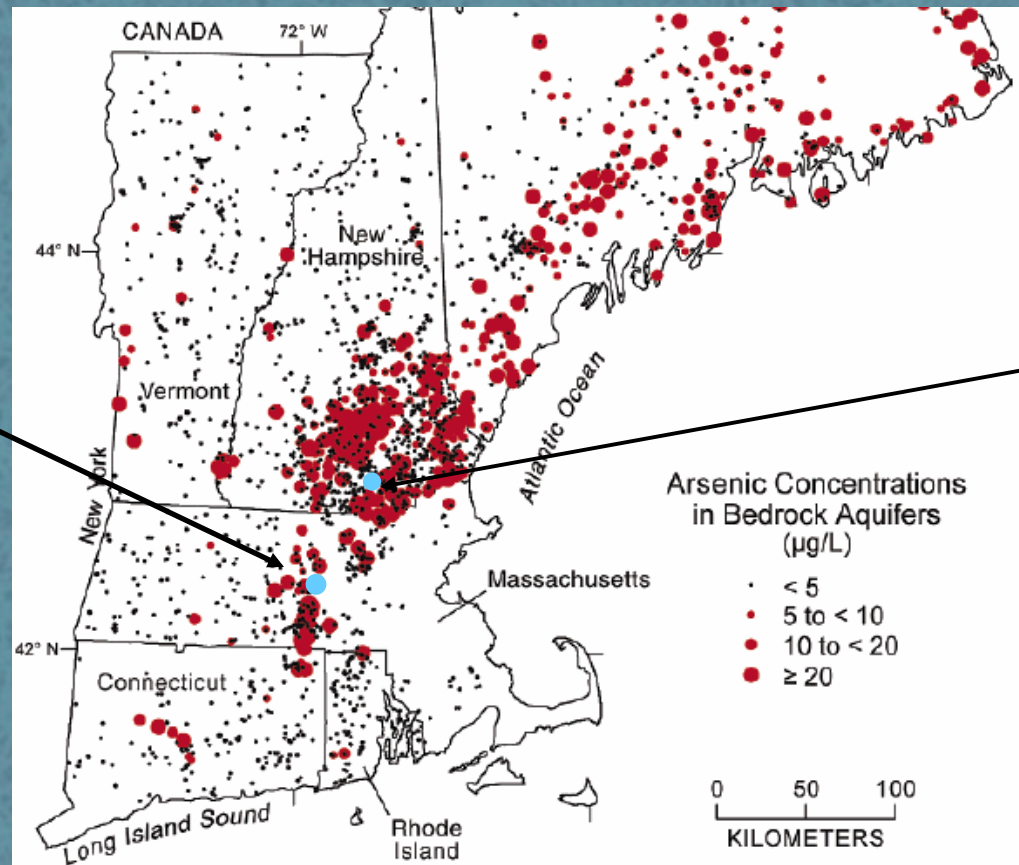 CANADA
72° W
New
Hampshire
44° N
Vermont
Atlantic Ocean
New York
Arsenic Concentrations
in Bedrock Aquifers
(µg/L)
< 5
5 to < 10
10 to < 20
≥ 20
Massachusetts
42° N
Connecticut
Long Island Sound
Rhode
Island
0 50 100
KILOMETERS